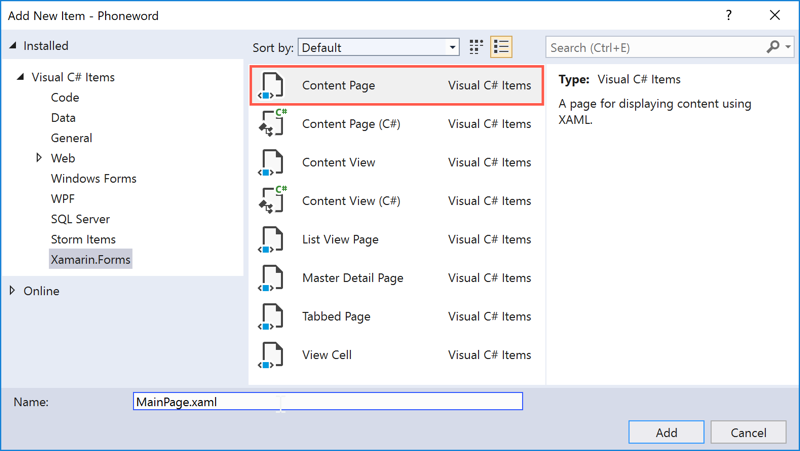 Add New Item - Phoneword
?
Installed
Sort by: Default
Search (Ctrl+E)
Visual C# Items
Code
Data
General
Web
Windows Forms
WPF
SQL Server
Storm Items
Xamarin.Forms
Online
Content Page Visual C# Items
C# Content Page (C#) Visual C# Items
Content View Visual C# Items
C# Content View (C#) Visual C# Items
List View Page Visual C# Items
Master Detail Page Visual C# Items
Tabbed Page Visual C# Items
View Cell Visual C# Items
Type: Visual C# Items
A page for displaying content using
XAML.
Name: MainPage.xaml
Add Cancel